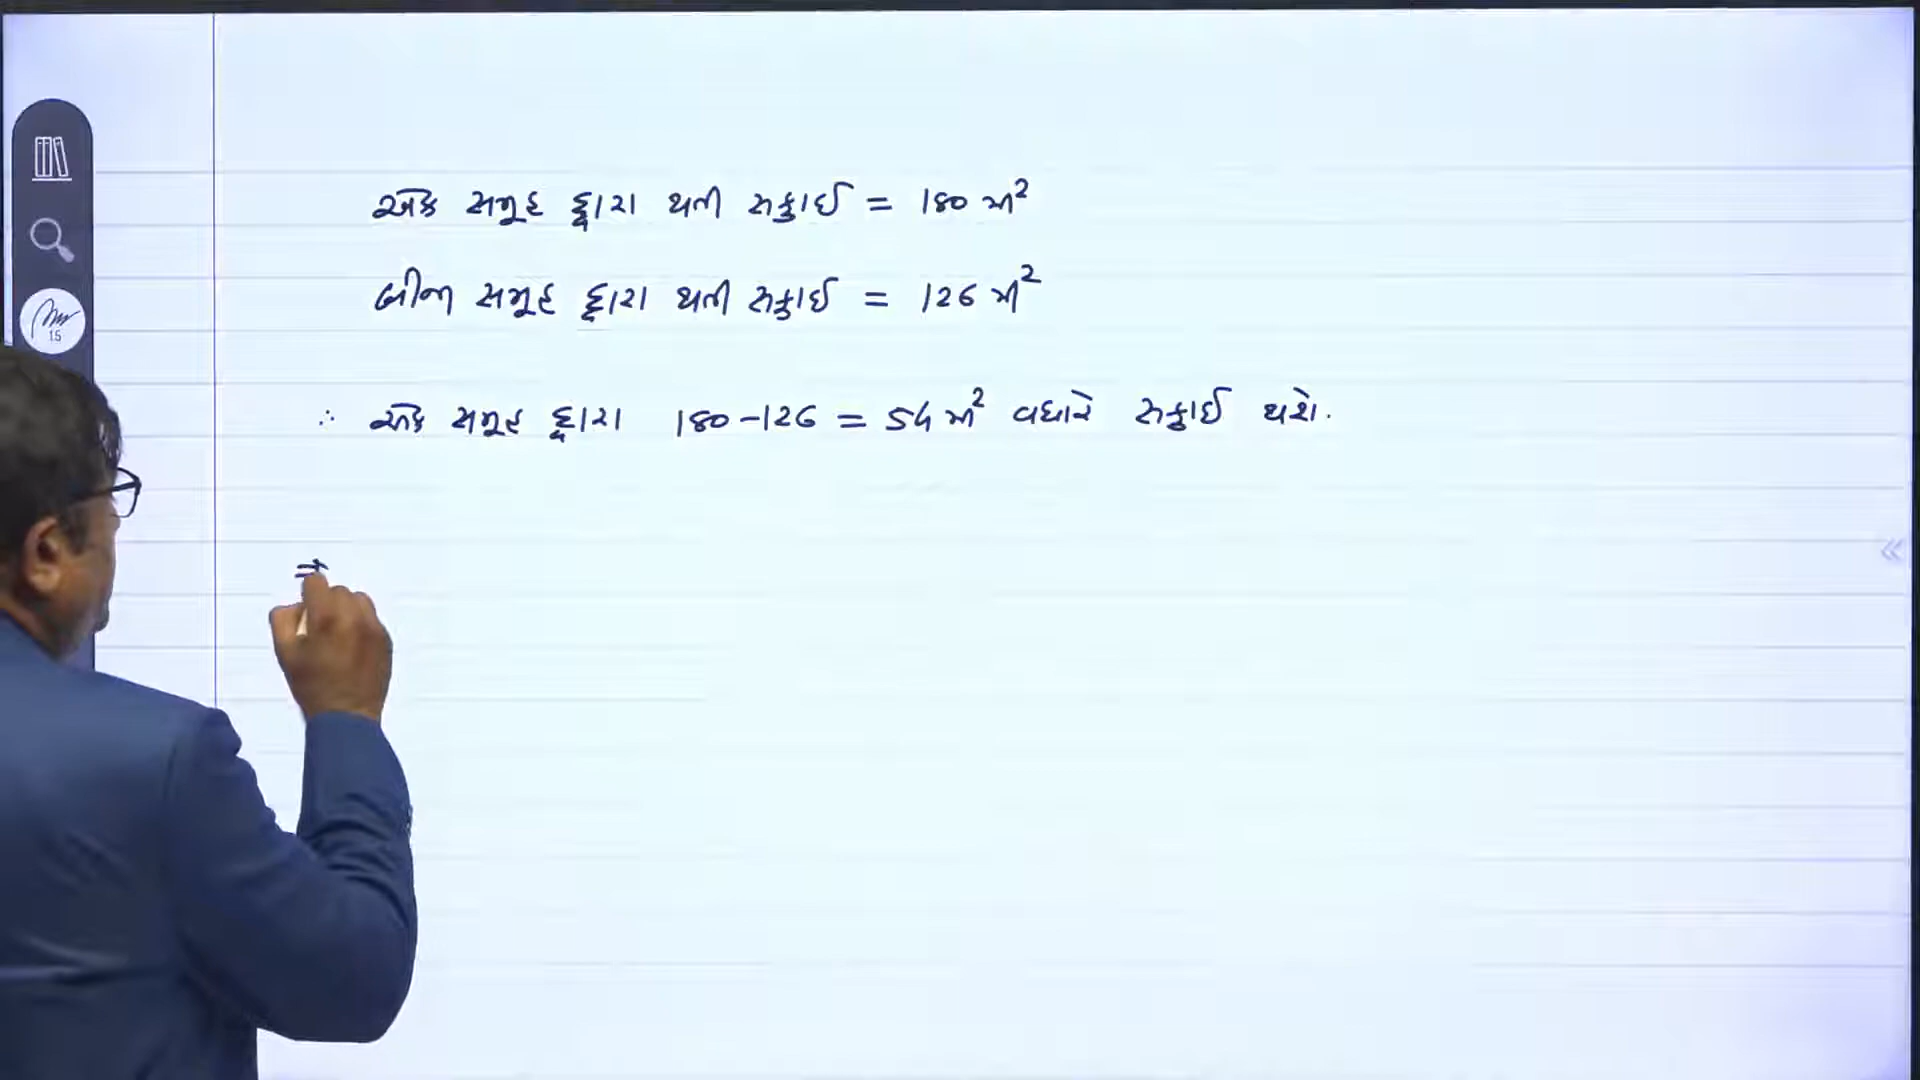 એક સમૂહ દ્વારા થતી સફાઈ = 180 મી²
બીજા સમૂહ દ્વારા થતી સફાઈ = 126 મી²
∴ એક સમૂહ દ્વારા 180-126 = 54 મી² વધારે સફાઈ થશે.
⇒
15